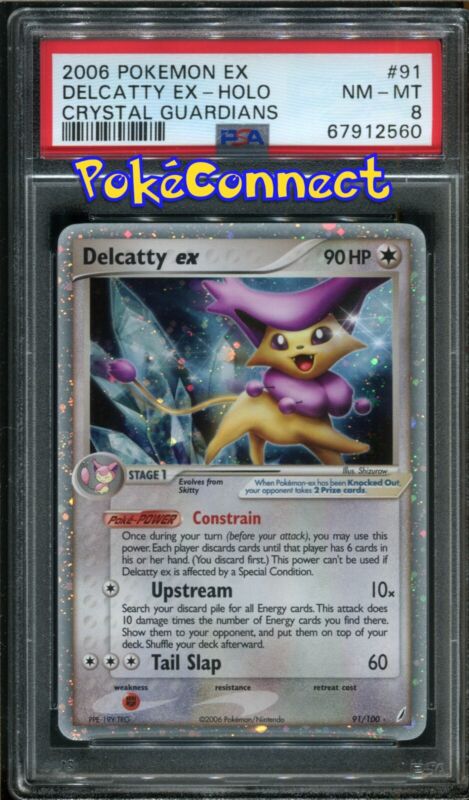 2006 POKEMON EX #91
DELCATTY EX - HOLO NM - MT
CRYSTAL GUARDIANS 8
PSA 67912560
PokéConnect
Delcatty ex 90 HP
Illus. Shizurow
STAGE 1
Evolves from
Skitty
When Pokémon-ex has been Knocked Out,
your opponent takes 2 Prize cards.
Poké-POWER Constrain
Once during your turn (before your attack), you may use this
power. Each player discards cards until that player has 6 cards in
his or her hand. (You discard first.) This power can't be used if
Delcatty ex is affected by a Special Condition.
Upstream 10x
Search your discard pile for all Energy cards. This attack does
10 damage times the number of Energy cards you find there.
Show them to your opponent, and put them on top of your
deck. Shuffle your deck afterward.
Tail Slap 60
weakness resistance retreat cost
©2006 Pokémon/Nintendo 91/100